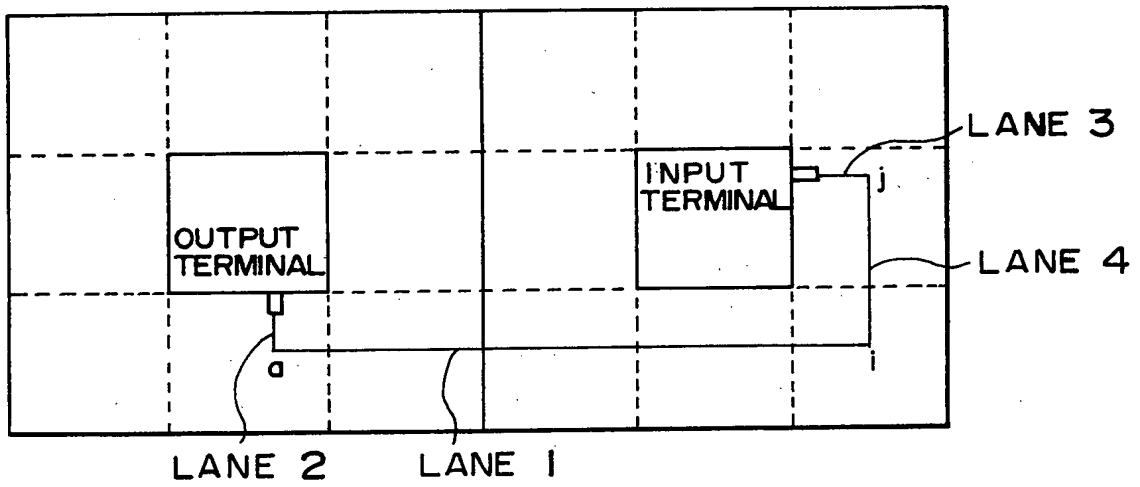 LANE 3
INPUT
TERMINAL
j
OUTPUT
TERMINAL
LANE 4
a
i
LANE 2
LANE 1